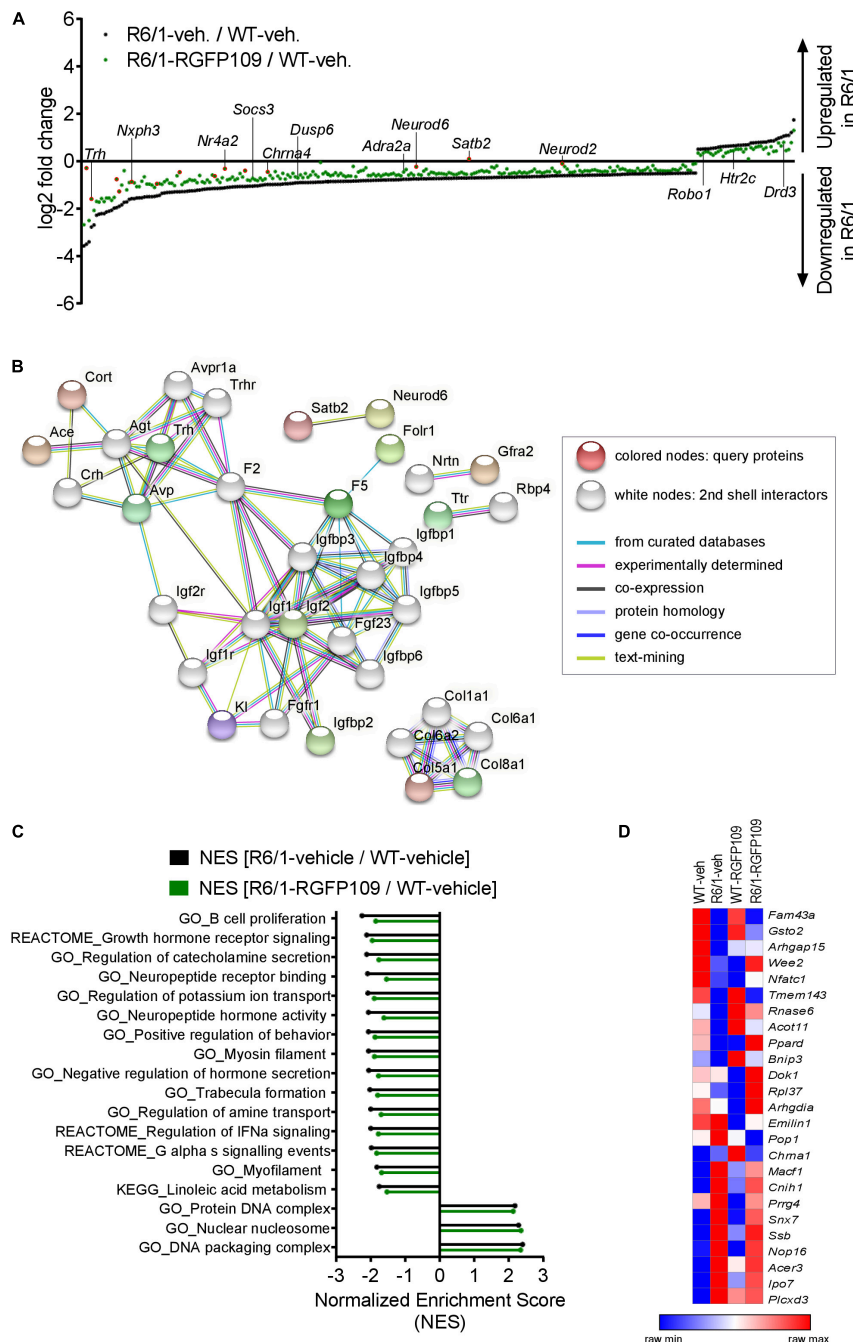 A
R6/1-veh. / WT-veh.
R6/1-RGFP109 / WT-veh.
log2 fold change
6
4
2
0
-2
-4
-6
Trh
Nxph3
Nr4a2
Socs3
Chrna4
Dusp6
Adra2a
Neurod6
Satb2
Neurod2
Robo1
Htr2c
Drd3
Upregulated
in R6/1
Downregulated
in R6/1
B
Cort
Avpr1a
Trhr
Ace
Agt
Trh
Crh
Avp
F2
Satb2
Neurod6
Folr1
F5
Nrtn
Gfra2
Ttr
Rbp4
Igfbp1
Igfbp3
Igfbp4
Igfbp5
Igf2r
Igf1
Igf2
Fgf23
Igfbp6
Igf1r
Kl
Fgfr1
Igfbp2
Col1a1
Col6a2
Col6a1
Col5a1
Col8a1
colored nodes: query proteins
white nodes: 2nd shell interactors
from curated databases
experimentally determined
co-expression
protein homology
gene co-occurrence
text-mining
C
NES [R6/1-vehicle / WT-vehicle]
NES [R6/1-RGFP109 / WT-vehicle]
GO_B cell proliferation
REACTOME_Growth hormone receptor signaling
GO_Regulation of catecholamine secretion
GO_Neuropeptide receptor binding
GO_Regulation of potassium ion transport
GO_Neuropeptide hormone activity
GO_Positive regulation of behavior
GO_Myosin filament
GO_Negative regulation of hormone secretion
GO_Trabecula formation
GO_Regulation of amine transport
REACTOME_Regulation of IFNa signaling
REACTOME_G alpha s signalling events
GO_Myofilament
KEGG_Linoleic acid metabolism
GO_Protein DNA complex
GO_Nuclear nucleosome
GO_DNA packaging complex
-3 -2 -1 0 1 2 3
Normalized Enrichment Score
(NES)
D
WT-veh
R6/1-veh
WT-RGFP109
R6/1-RGFP109
Fam43a
Gsto2
Arhgap15
Wee2
Nfatc1
Tmem143
Rnase6
Acot11
Ppard
Bnip3
Dok1
Rpl37
Arhgdia
Emilin1
Pop1
Chrna1
Macf1
Cnih1
Prrg4
Snx7
Ssb
Nop16
Acer3
Ipo7
Plcxd3
raw min raw max